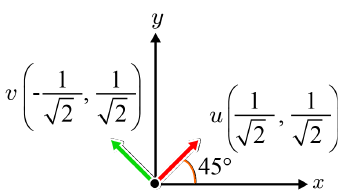 y
v(-1/√2, 1/√2)
u(1/√2, 1/√2)
45°
x